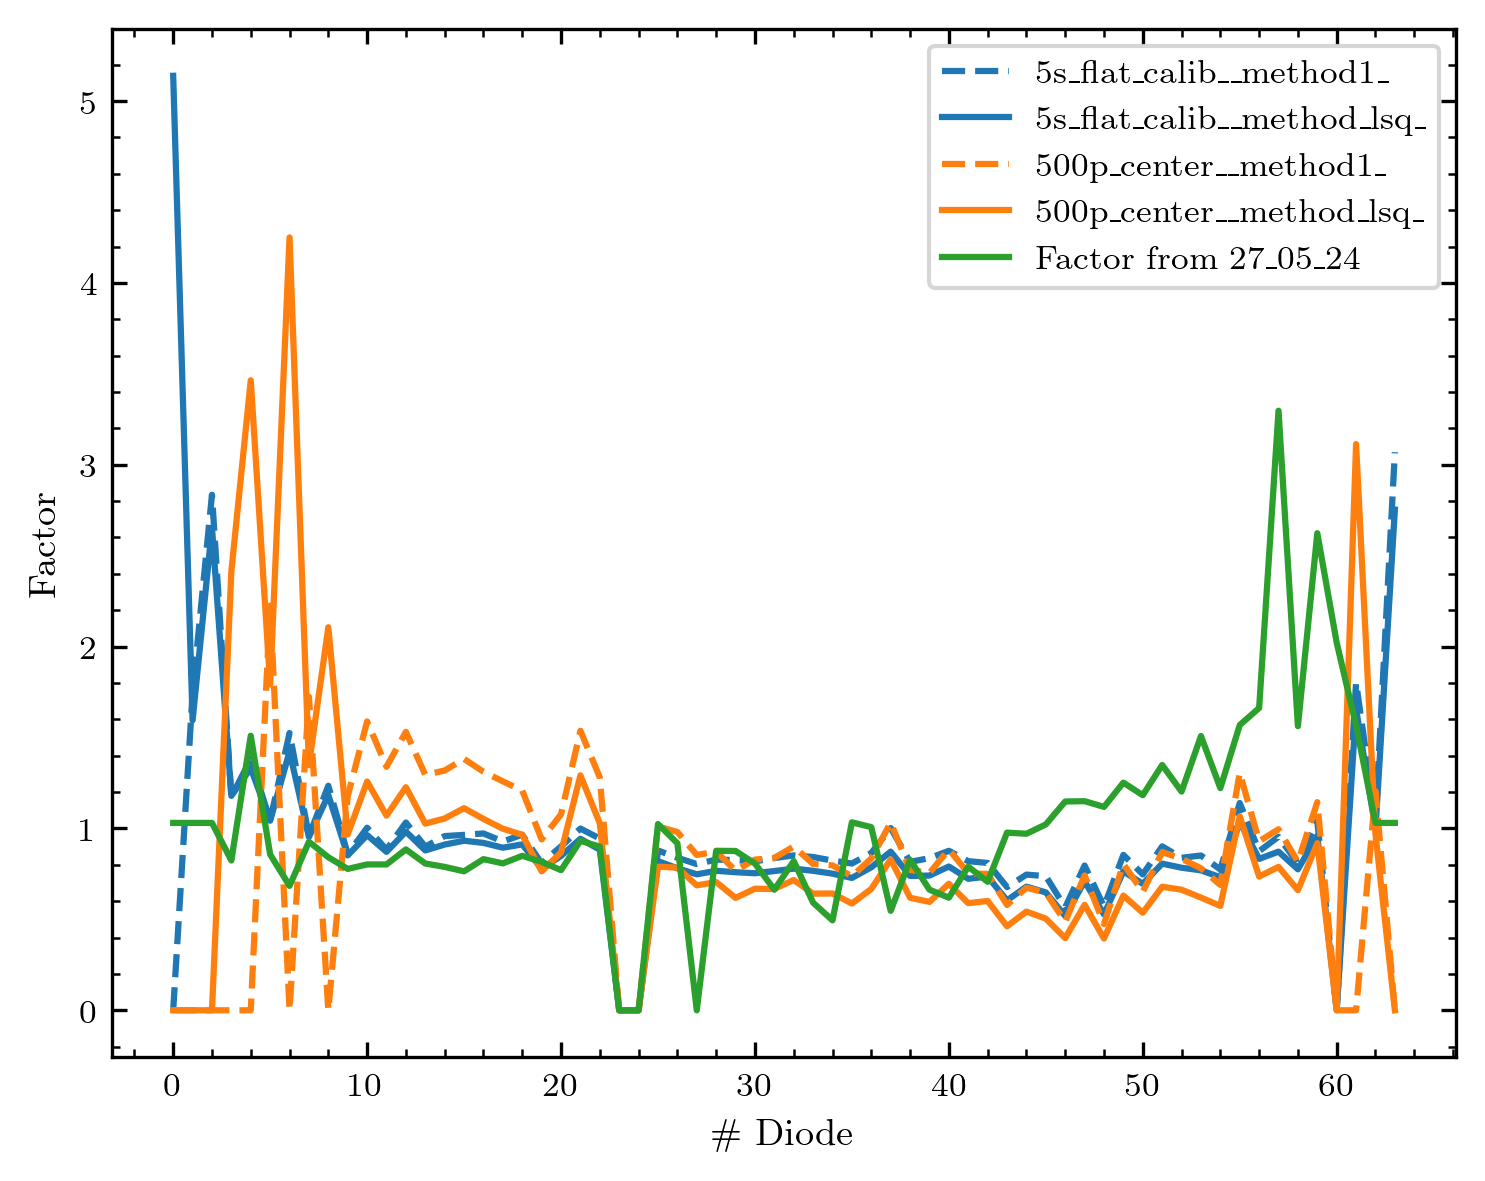 5s_flat_calib__method1_
5s_flat_calib__method_lsq_
500p_center__method1_
500p_center__method_lsq_
Factor from 27_05_24
5
4
3
2
1
0
Factor
0 10 20 30 40 50 60
# Diode